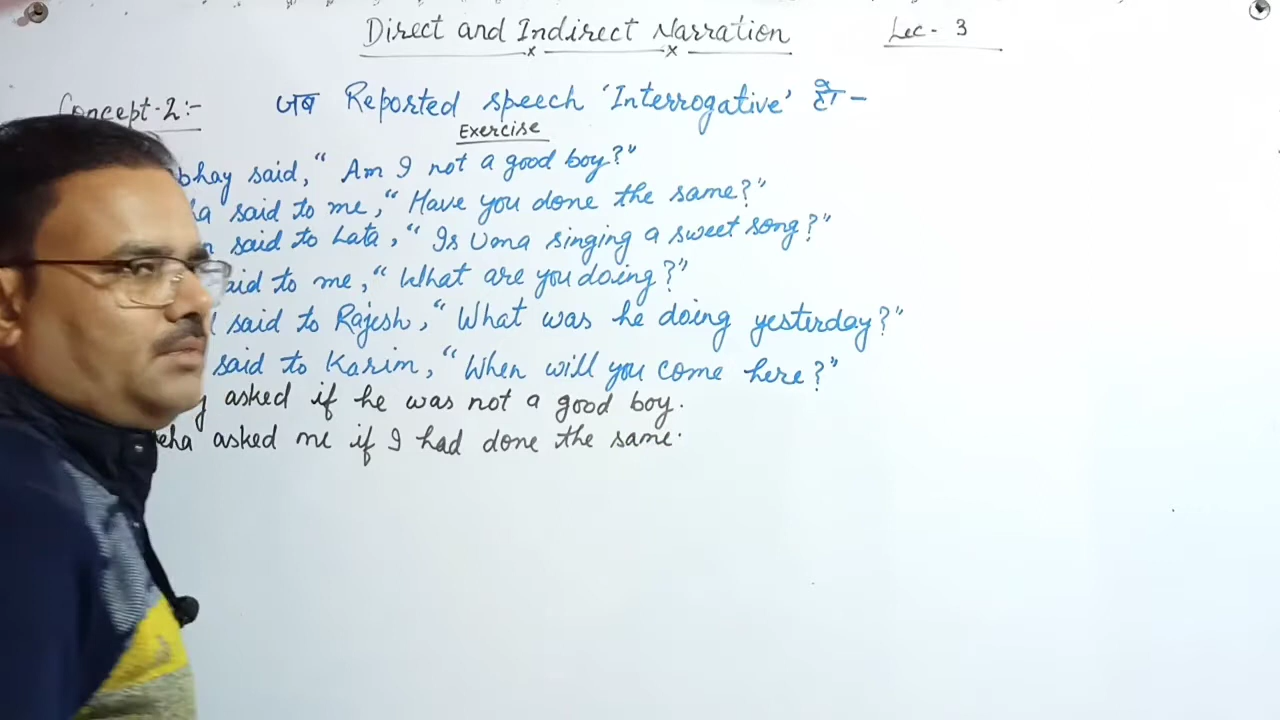 Direct and Indirect Narration
Lec - 3
Concept-2:-
जब Reported speech 'Interrogative' हो -
Exercise
bhay said, "Am I not a good boy?"
said to me, "Have you done the same?"
said to Lata, "Is Uma singing a sweet song?"
said to me, "What are you doing?"
said to Rajesh, "What was he doing yesterday?"
said to Karim, "When will you come here?"
asked if he was not a good boy.
eha asked me if I had done the same.